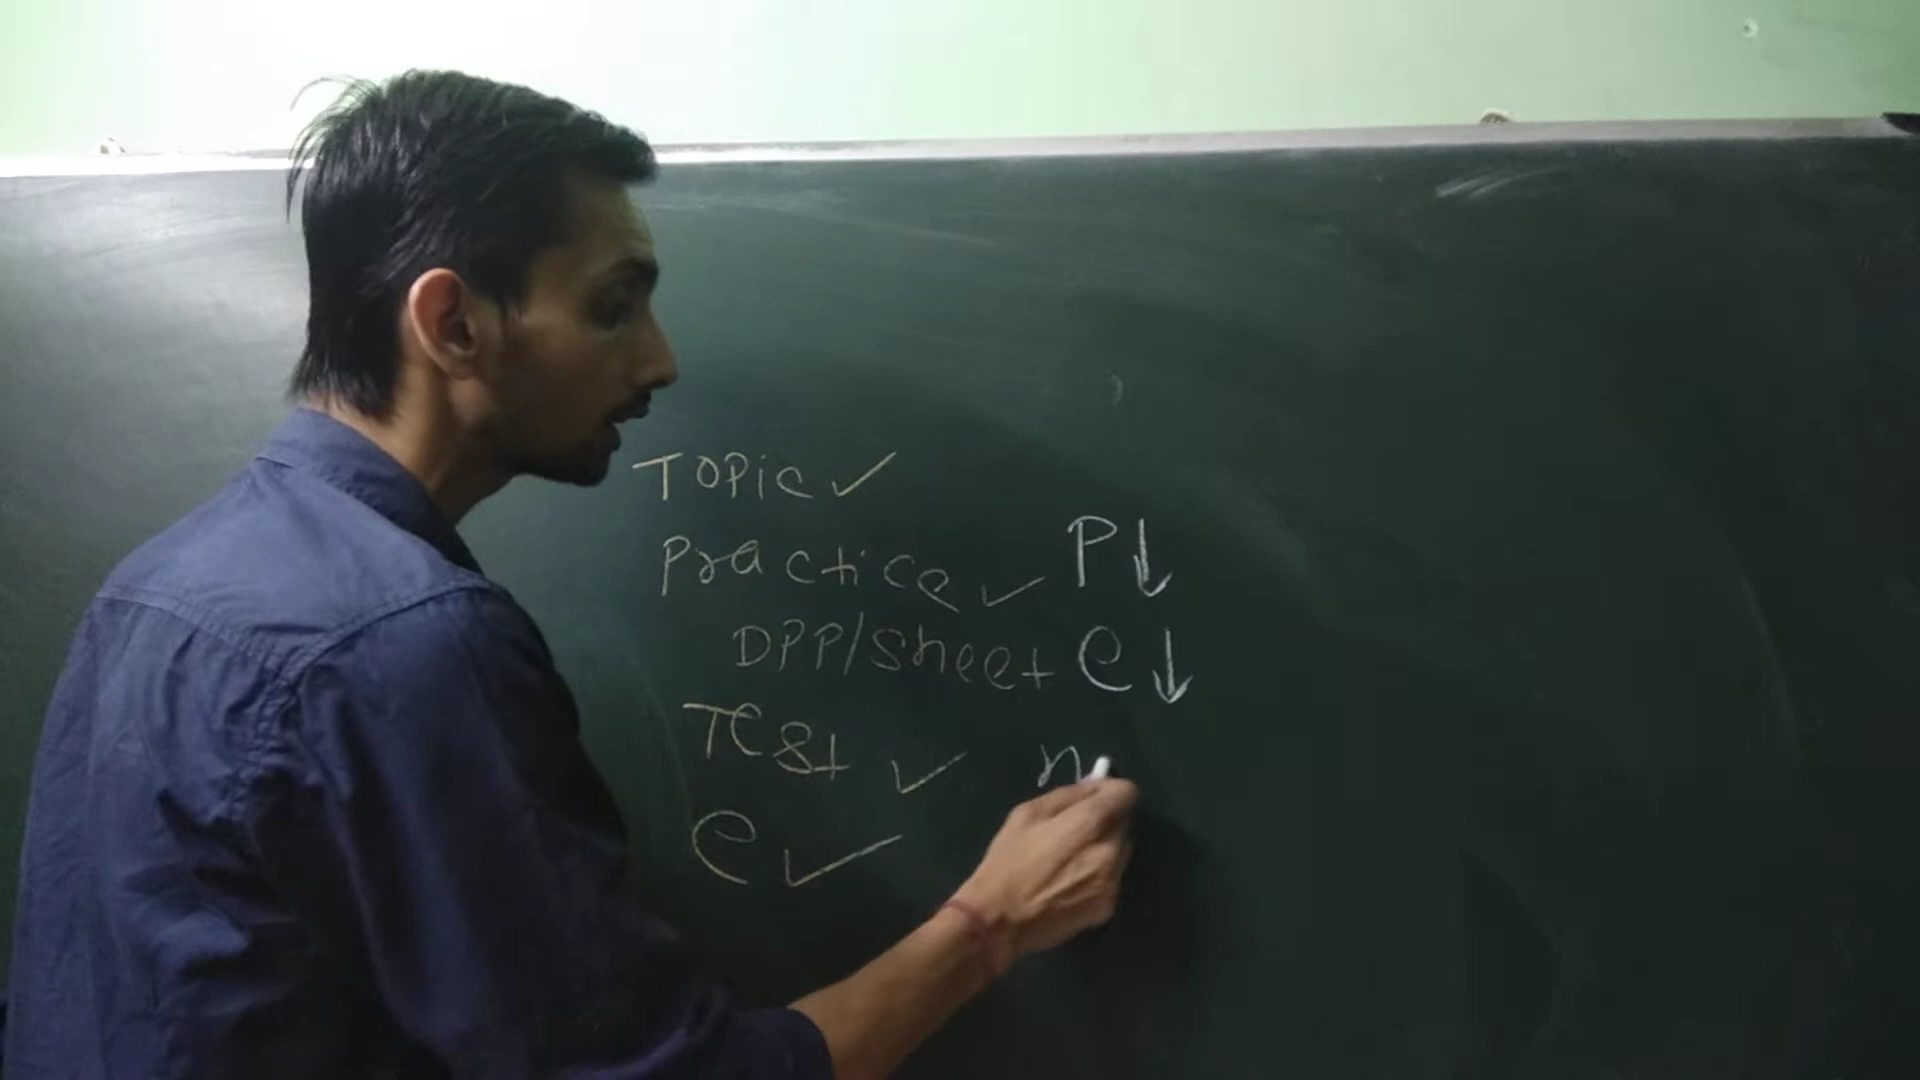 Topic ✓
Practice ✓ P↓
DPP/Sheet e↓
Test ✓ n
e ✓